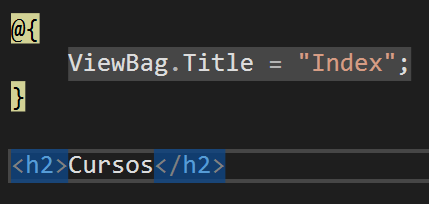 @{
ViewBag.Title = "Index";
}
<h2>Cursos</h2>